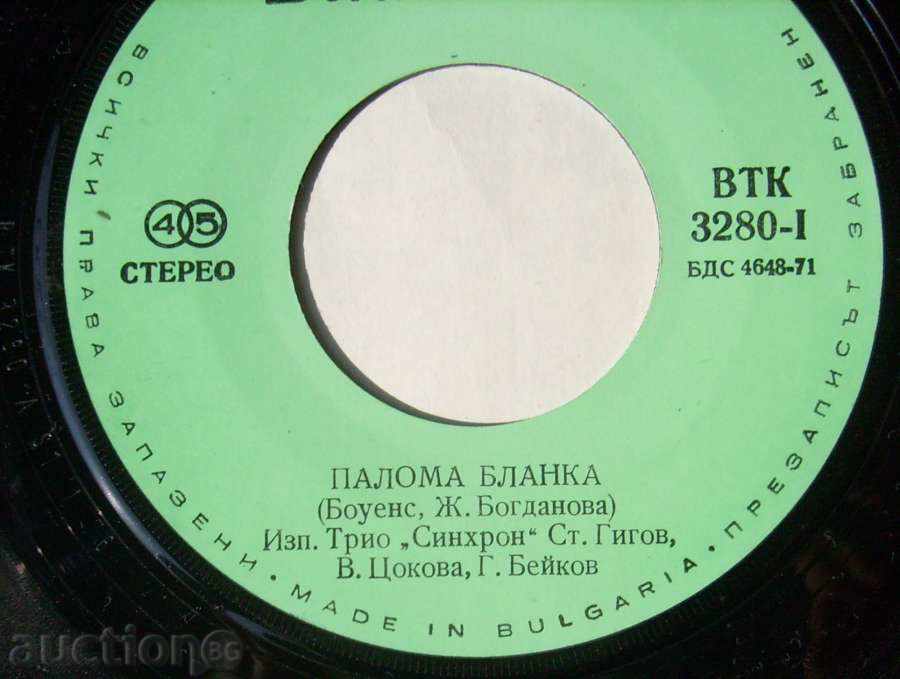 45
СТЕРЕО
ВТК
3280-I
БДС 4648-71
ПАЛОМА БЛАНКА
(Боуенс, Ж. Богданова)
Изп. Трио „Синхрон“ Ст. Гигов,
В. Цокова, Г. Бейков
ВСИЧКИ ПРАВА ЗАПАЗЕНИ • MADE IN BULGARIA • ПРЕЗАПИСЪТ ЗАБРАНЕН
auction BG